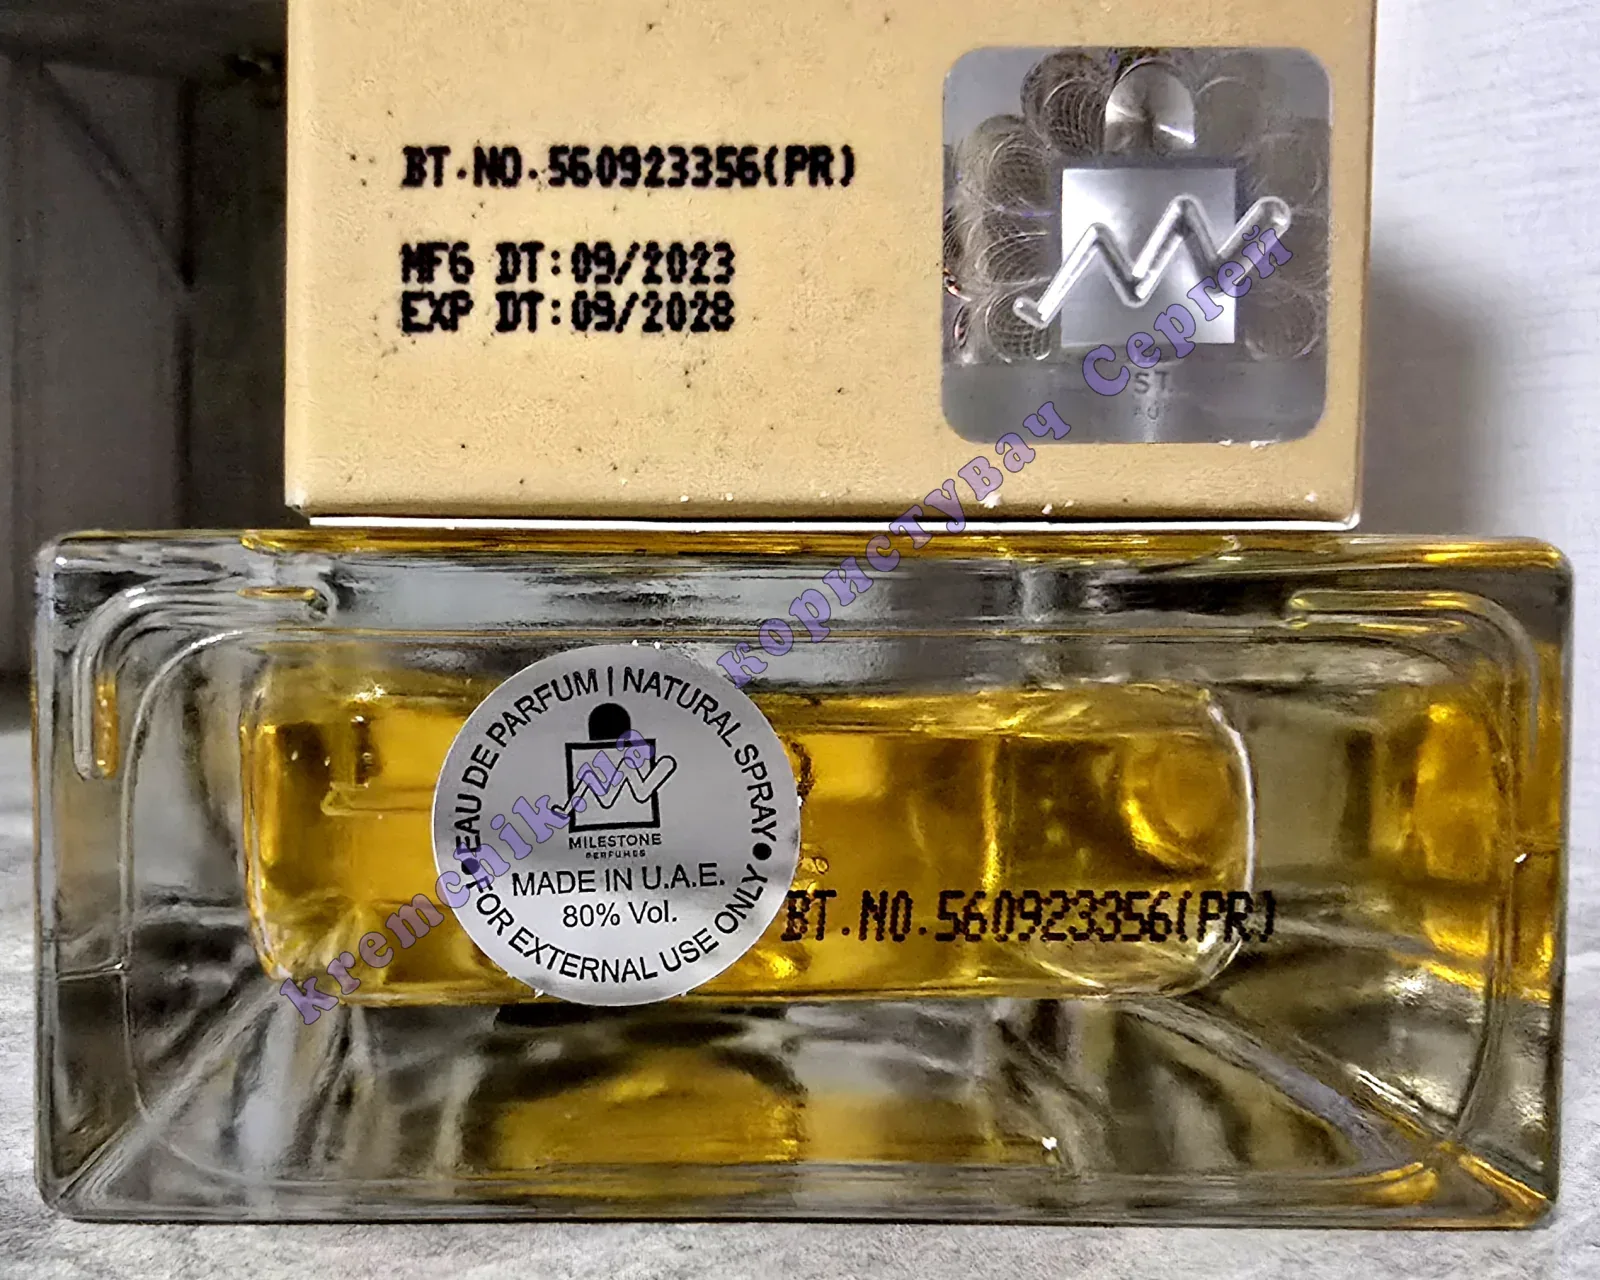 BT.NO.560923356(PR)
MFG DT:09/2023
EXP DT:09/2028
EST.
EAU DE PARFUM | NATURAL SPRAY
MILESTONE
PERFUMES
MADE IN U.A.E.
80% Vol.
FOR EXTERNAL USE ONLY
BT.NO.560923356(PR)
kremchik.ua користувач Сергей